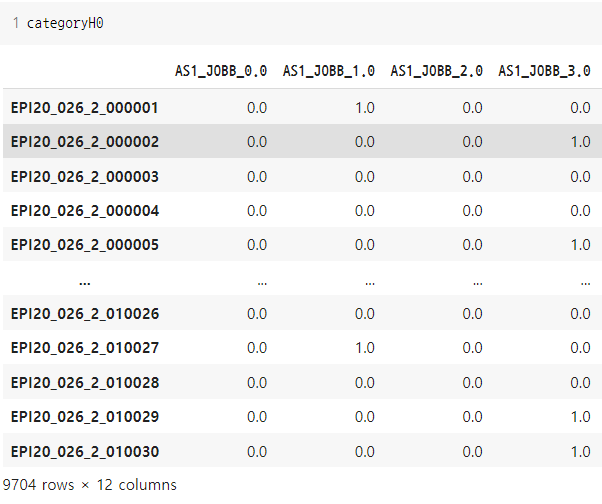 1 categoryH0
AS1_JOBB_0.0 AS1_JOBB_1.0 AS1_JOBB_2.0 AS1_JOBB_3.0
EPI20_026_2_000001 0.0 1.0 0.0 0.0
EPI20_026_2_000002 0.0 0.0 0.0 1.0
EPI20_026_2_000003 0.0 0.0 0.0 0.0
EPI20_026_2_000004 0.0 0.0 0.0 0.0
EPI20_026_2_000005 0.0 0.0 0.0 1.0
... ... ... ... ...
EPI20_026_2_010026 0.0 0.0 0.0 0.0
EPI20_026_2_010027 0.0 1.0 0.0 0.0
EPI20_026_2_010028 0.0 0.0 0.0 0.0
EPI20_026_2_010029 0.0 0.0 0.0 1.0
EPI20_026_2_010030 0.0 0.0 0.0 1.0
9704 rows × 12 columns